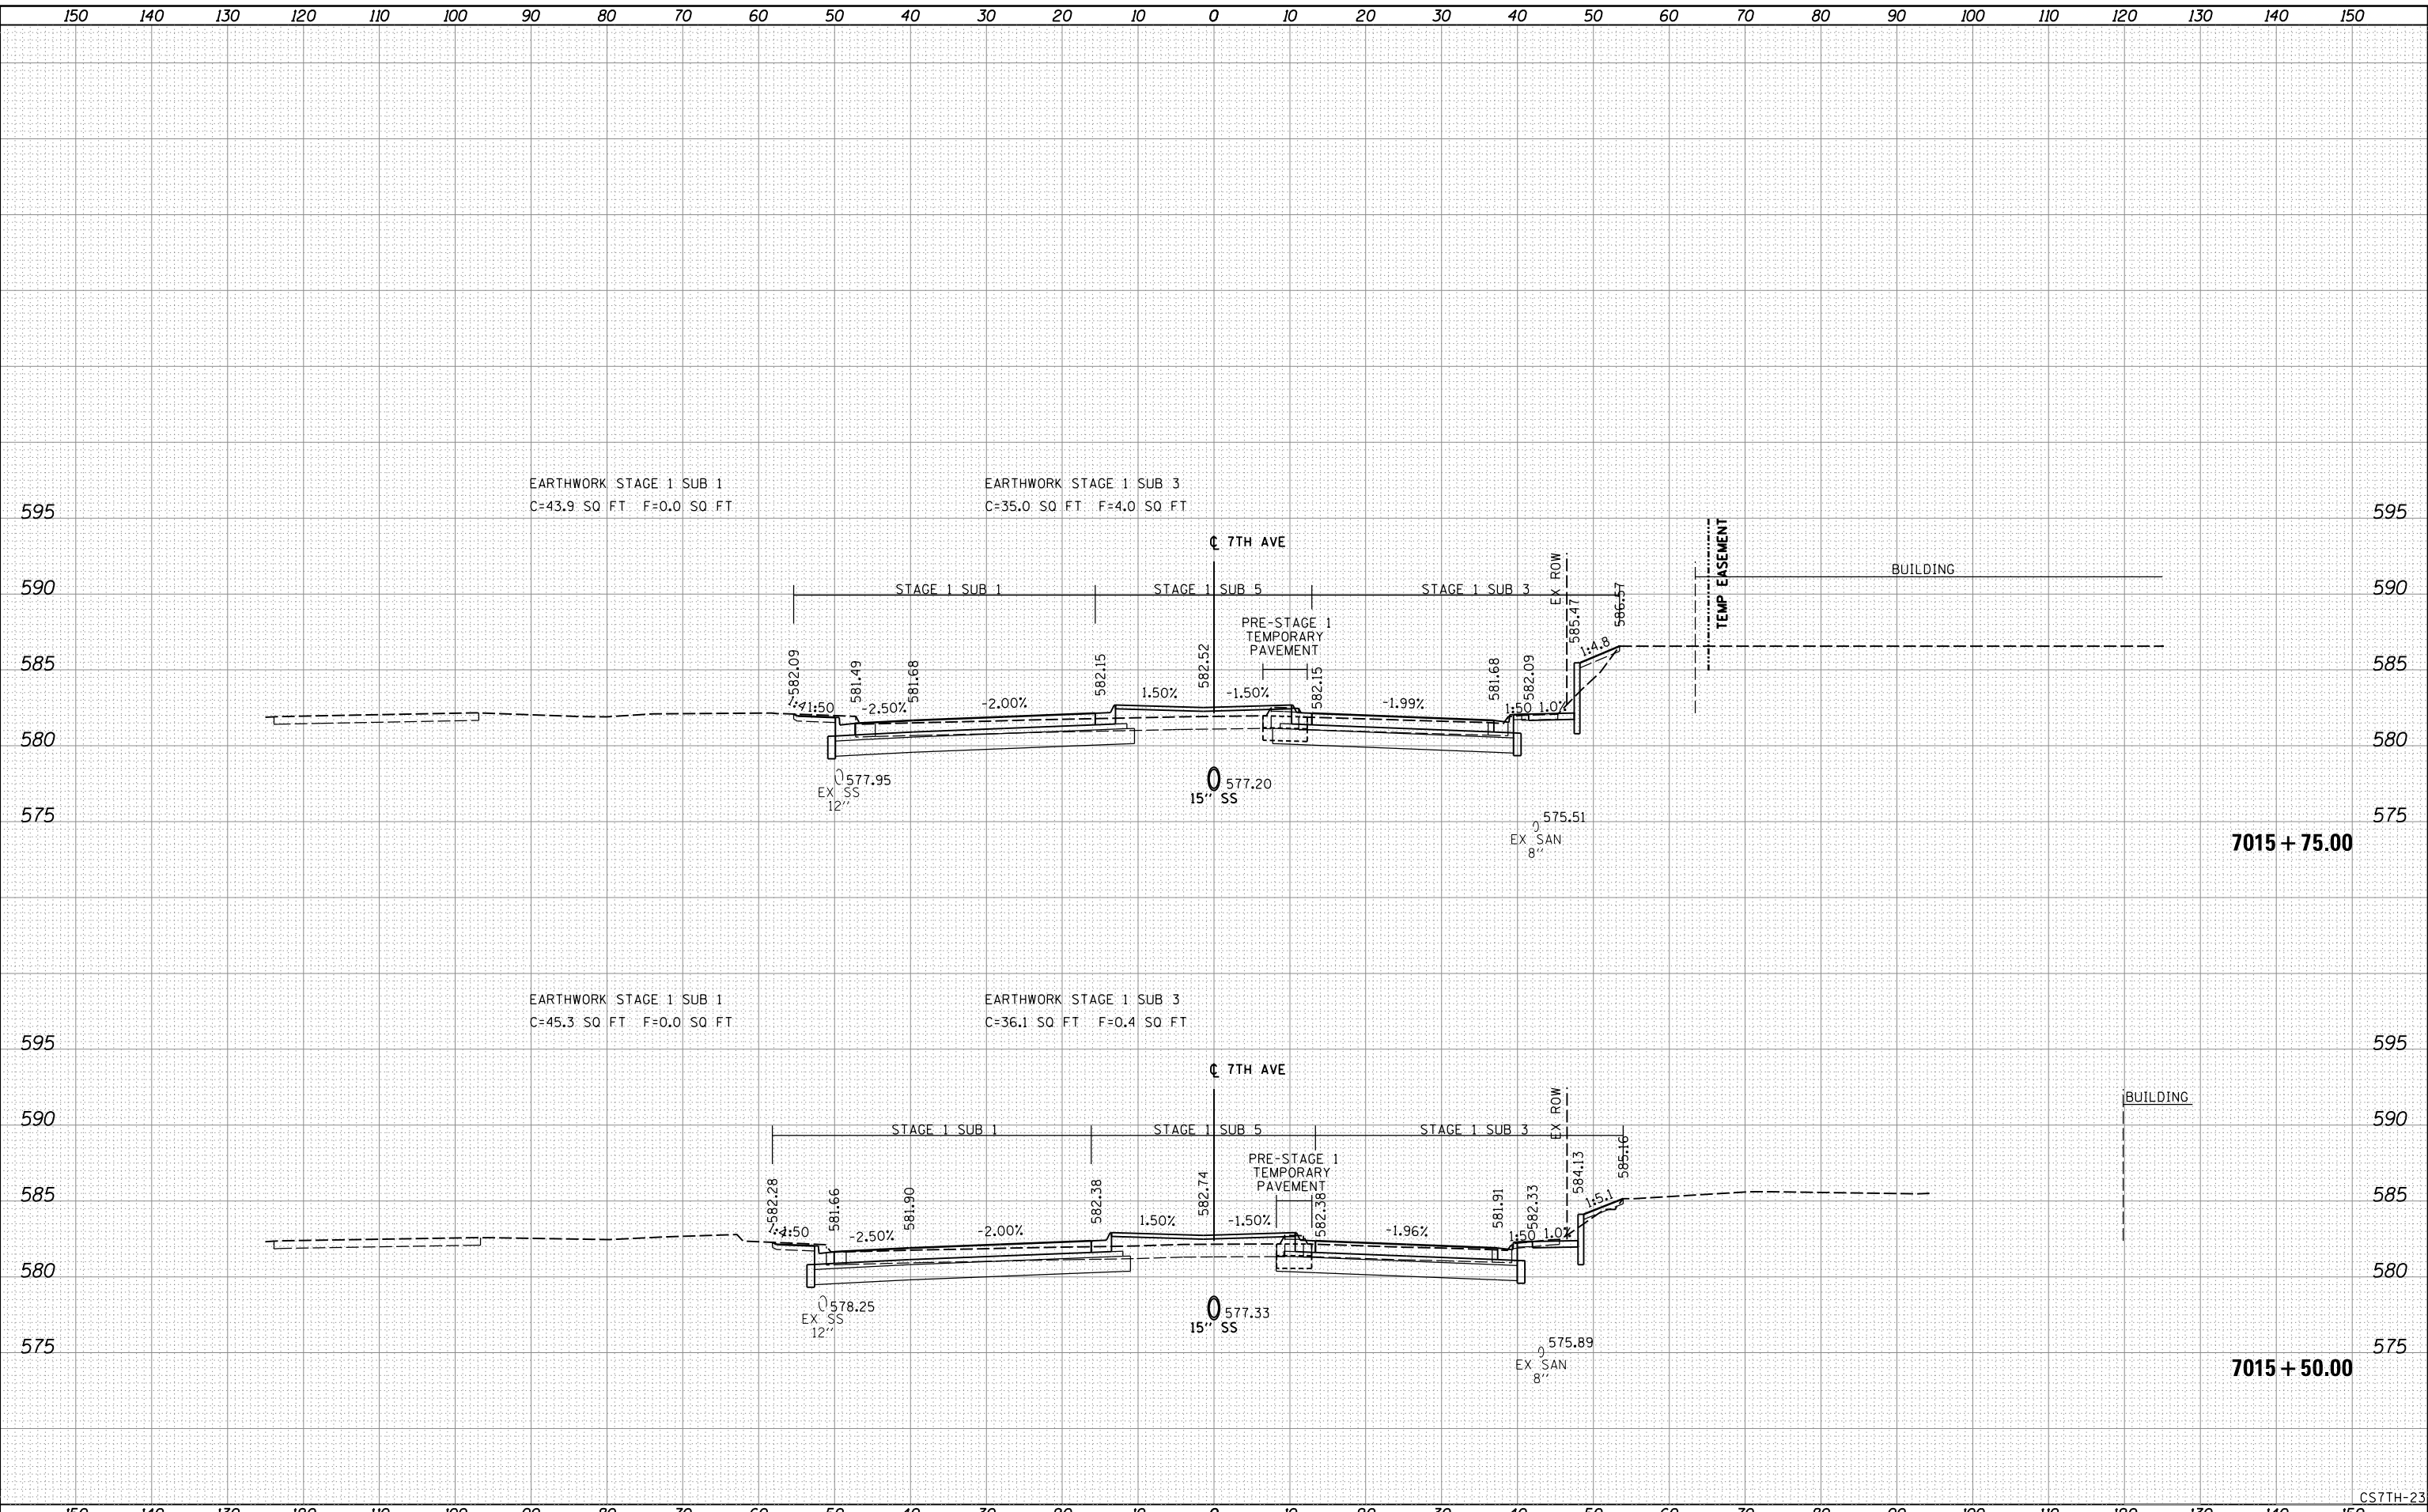 150 140 130 120 110 100 90 80 70 60 50 40 30 20 10 0 10 20 30 40 50 60 70 80 90 100 110 120 130 140 150
EARTHWORK STAGE 1 SUB 1
C=43.9 SQ FT F=0.0 SQ FT
EARTHWORK STAGE 1 SUB 3
C=35.0 SQ FT F=4.0 SQ FT
595 595
℄ 7TH AVE
590 590
STAGE 1 SUB 1
STAGE 1 SUB 5
STAGE 1 SUB 3
EX ROW
TEMP EASEMENT
BUILDING
PRE-STAGE 1
TEMPORARY
PAVEMENT
585 585
582.09
581.49
581.68
582.15
582.52
582.15
581.68
582.09
585.47
586.57
1:50
-2.50%
-2.00%
1.50%
-1.50%
-1.99%
1:50
1.0%
1:4.8
580 580
577.95
EX SS
12''
577.20
15'' SS
575.51
EX SAN
8''
575 575
7015+75.00
EARTHWORK STAGE 1 SUB 1
C=45.3 SQ FT F=0.0 SQ FT
EARTHWORK STAGE 1 SUB 3
C=36.1 SQ FT F=0.4 SQ FT
595 595
℄ 7TH AVE
590 590
STAGE 1 SUB 1
STAGE 1 SUB 5
STAGE 1 SUB 3
EX ROW
BUILDING
PRE-STAGE 1
TEMPORARY
PAVEMENT
585 585
582.28
581.66
581.90
582.38
582.74
582.38
581.91
582.33
584.13
585.16
1:50
-2.50%
-2.00%
1.50%
-1.50%
-1.96%
1:50
1.0%
1:5.1
580 580
578.25
EX SS
12''
577.33
15'' SS
575.89
EX SAN
8''
575 575
7015+50.00
CS7TH-23